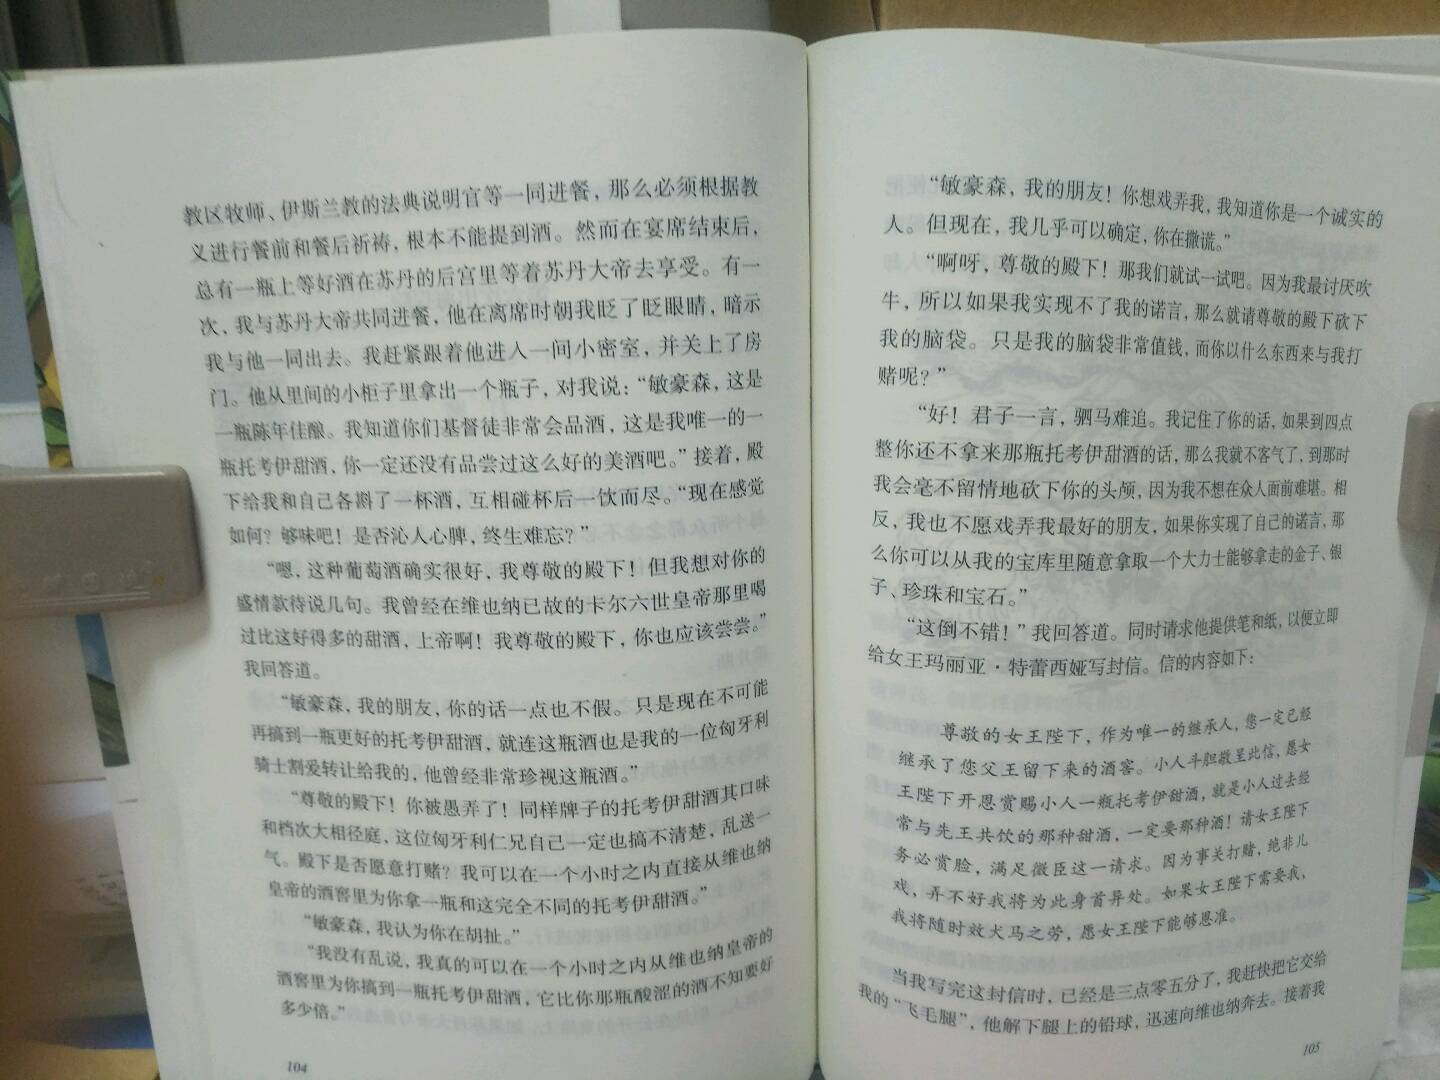 教区牧师、伊斯兰教的法典说明官等一同进餐，那么必须根据教
义进行餐前和餐后祈祷，根本不能提到酒。然而在宴席结束后，
总有一瓶上等好酒在苏丹的后宫里等着苏丹大帝去享受。有一
次，我与苏丹大帝共同进餐，他在离席时朝我眨了眨眼睛，暗示
我与他一同出去。我赶紧跟着他进入一间小密室，并关上了房
门。他从里间的小柜子里拿出一个瓶子，对我说：“敏豪森，这是
一瓶陈年佳酿。我知道你们基督徒非常会品酒，这是我唯一的一
瓶托考伊甜酒，你一定还没有品尝过这么好的美酒吧。”接着，殿
下给我和自己各斟了一杯酒，互相碰杯后一饮而尽。“现在感觉
如何？够味吧！是否沁人心脾，终生难忘？”
“嗯，这种葡萄酒确实很好，我尊敬的殿下！但我想对你的
盛情款待说几句。我曾经在维也纳已故的卡尔六世皇帝那里喝
过比这好得多的甜酒，上帝啊！我尊敬的殿下，你也应该尝尝。”
我回答道。
“敏豪森，我的朋友，你的话一点也不假。只是现在不可能
再搞到一瓶更好的托考伊甜酒，就连这瓶酒也是我的一位匈牙利
骑士割爱转让给我的，他曾经非常珍视这瓶酒。”
“尊敬的殿下！你被愚弄了！同样牌子的托考伊甜酒其口味
和档次大相径庭，这位匈牙利仁兄自己一定也搞不清楚，乱送一
气。殿下是否愿意打赌？我可以在一个小时之内直接从维也纳
皇帝的酒窖里为你拿一瓶和这完全不同的托考伊甜酒。”
“敏豪森，我认为你在胡扯。”
“我没有乱说，我真的可以在一个小时之内从维也纳皇帝的
酒窖里为你搞到一瓶托考伊甜酒，它比你那瓶酸涩的酒不知要好
多少倍。”
104
“敏豪森，我的朋友！你想戏弄我，我知道你是一个诚实的
人。但现在，我几乎可以确定，你在撒谎。”
“啊呀，尊敬的殿下！那我们就试一试吧。因为我最讨厌吹
牛，所以如果我实现不了我的诺言，那么就请尊敬的殿下砍下
我的脑袋。只是我的脑袋非常值钱，而你以什么东西来与我打
赌呢？”
“好！君子一言，驷马难追。我记住了你的话，如果到四点
整你还不拿来那瓶托考伊甜酒的话，那么我就不客气了，到那时
我会毫不留情地砍下你的头颅，因为我不想在众人面前难堪。相
反，我也不愿戏弄我最好的朋友，如果你实现了自己的诺言，那
么你可以从我的宝库里随意拿取一个大力士能够拿走的金子、银
子、珍珠和宝石。”
“这倒不错！”我回答道。同时请求他提供笔和纸，以便立即
给女王玛丽亚·特蕾西娅写封信。信的内容如下：
尊敬的女王陛下，作为唯一的继承人，您一定已经
继承了您父王留下来的酒窖。小人斗胆敢呈此信，愿女
王陛下开恩赏赐小人一瓶托考伊甜酒，就是小人过去经
常与先王共饮的那种甜酒，一定要那种酒！请女王陛下
务必赏脸，满足微臣这一请求。因为事关打赌，绝非儿
戏，弄不好我将为此身首异处。如果女王陛下需要我，
我将随时效犬马之劳，愿女王陛下能够恩准。
当我写完这封信时，已经是三点零五分了，我赶快把它交给
我的“飞毛腿”，他解下腿上的铅球，迅速向维也纳奔去。接着我
105